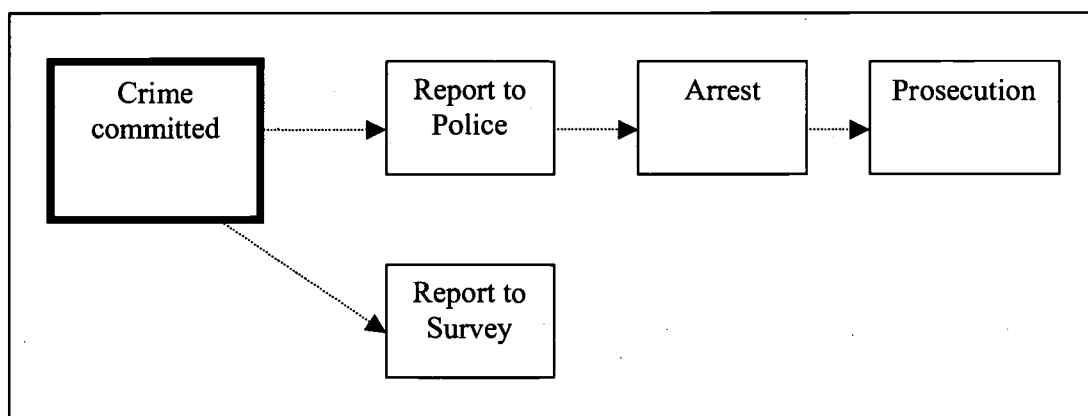 Crime
committed
Report to
Police
Arrest
Prosecution
Report to
Survey